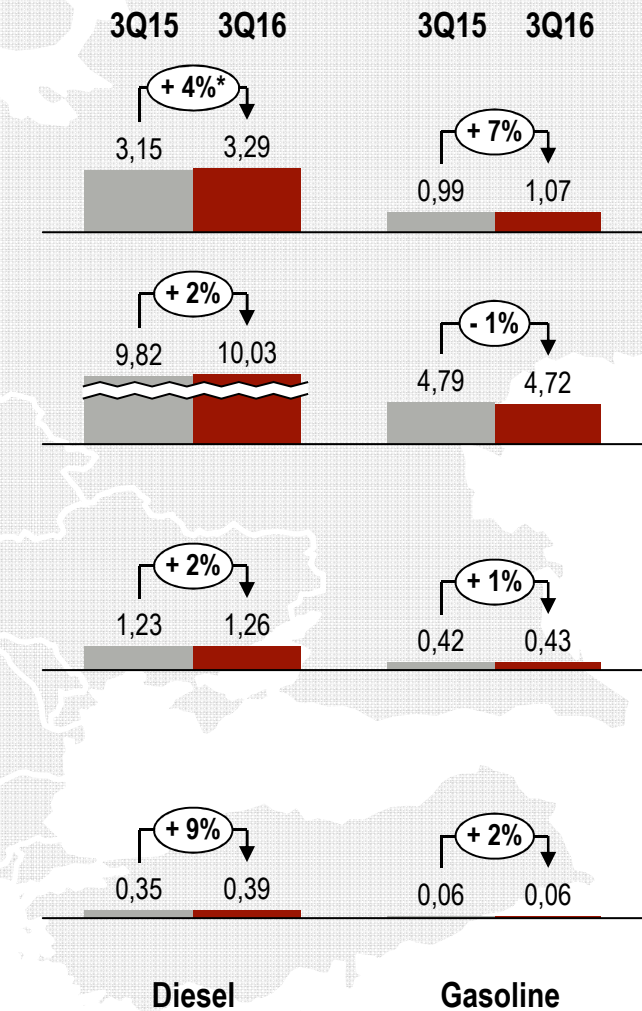 3Q15 3Q16 3Q15 3Q16
+ 4%* + 7%
3,15 3,29 0,99 1,07
+ 2% - 1%
9,82 10,03 4,79 4,72
+ 2% + 1%
1,23 1,26 0,42 0,43
+ 9% + 2%
0,35 0,39 0,06 0,06
Diesel Gasoline